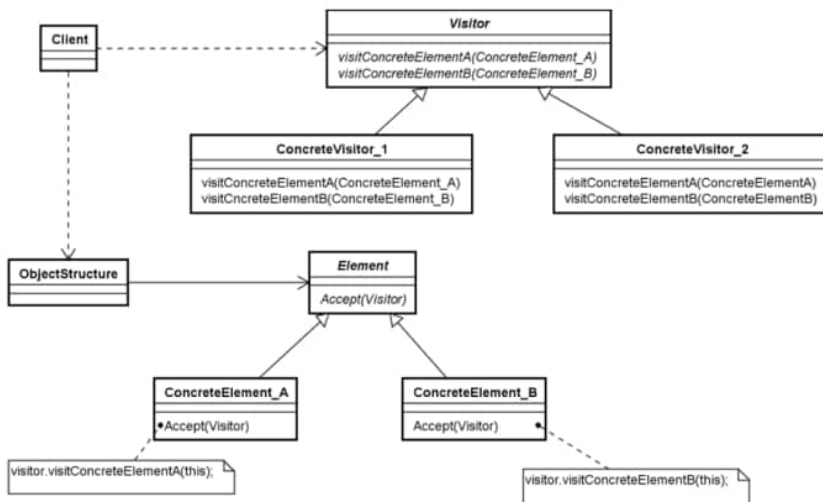 Visitor
Client
visitConcreteElementA(ConcreteElement_A)
visitConcreteElementB(ConcreteElement_B)
ConcreteVisitor_1
visitConcreteElementA(ConcreteElement_A)
visitCncreteElementB(ConcreteElement_B)
ConcreteVisitor_2
visitConcreteElementA(ConcreteElementA)
visitConcreteElementB(ConcreteElementB)
ObjectStructure
Element
Accept(Visitor)
ConcreteElement_A
Accept(Visitor)
ConcreteElement_B
Accept(Visitor)
visitor.visitConcreteElementA(this);
visitor.visitConcreteElementB(this);